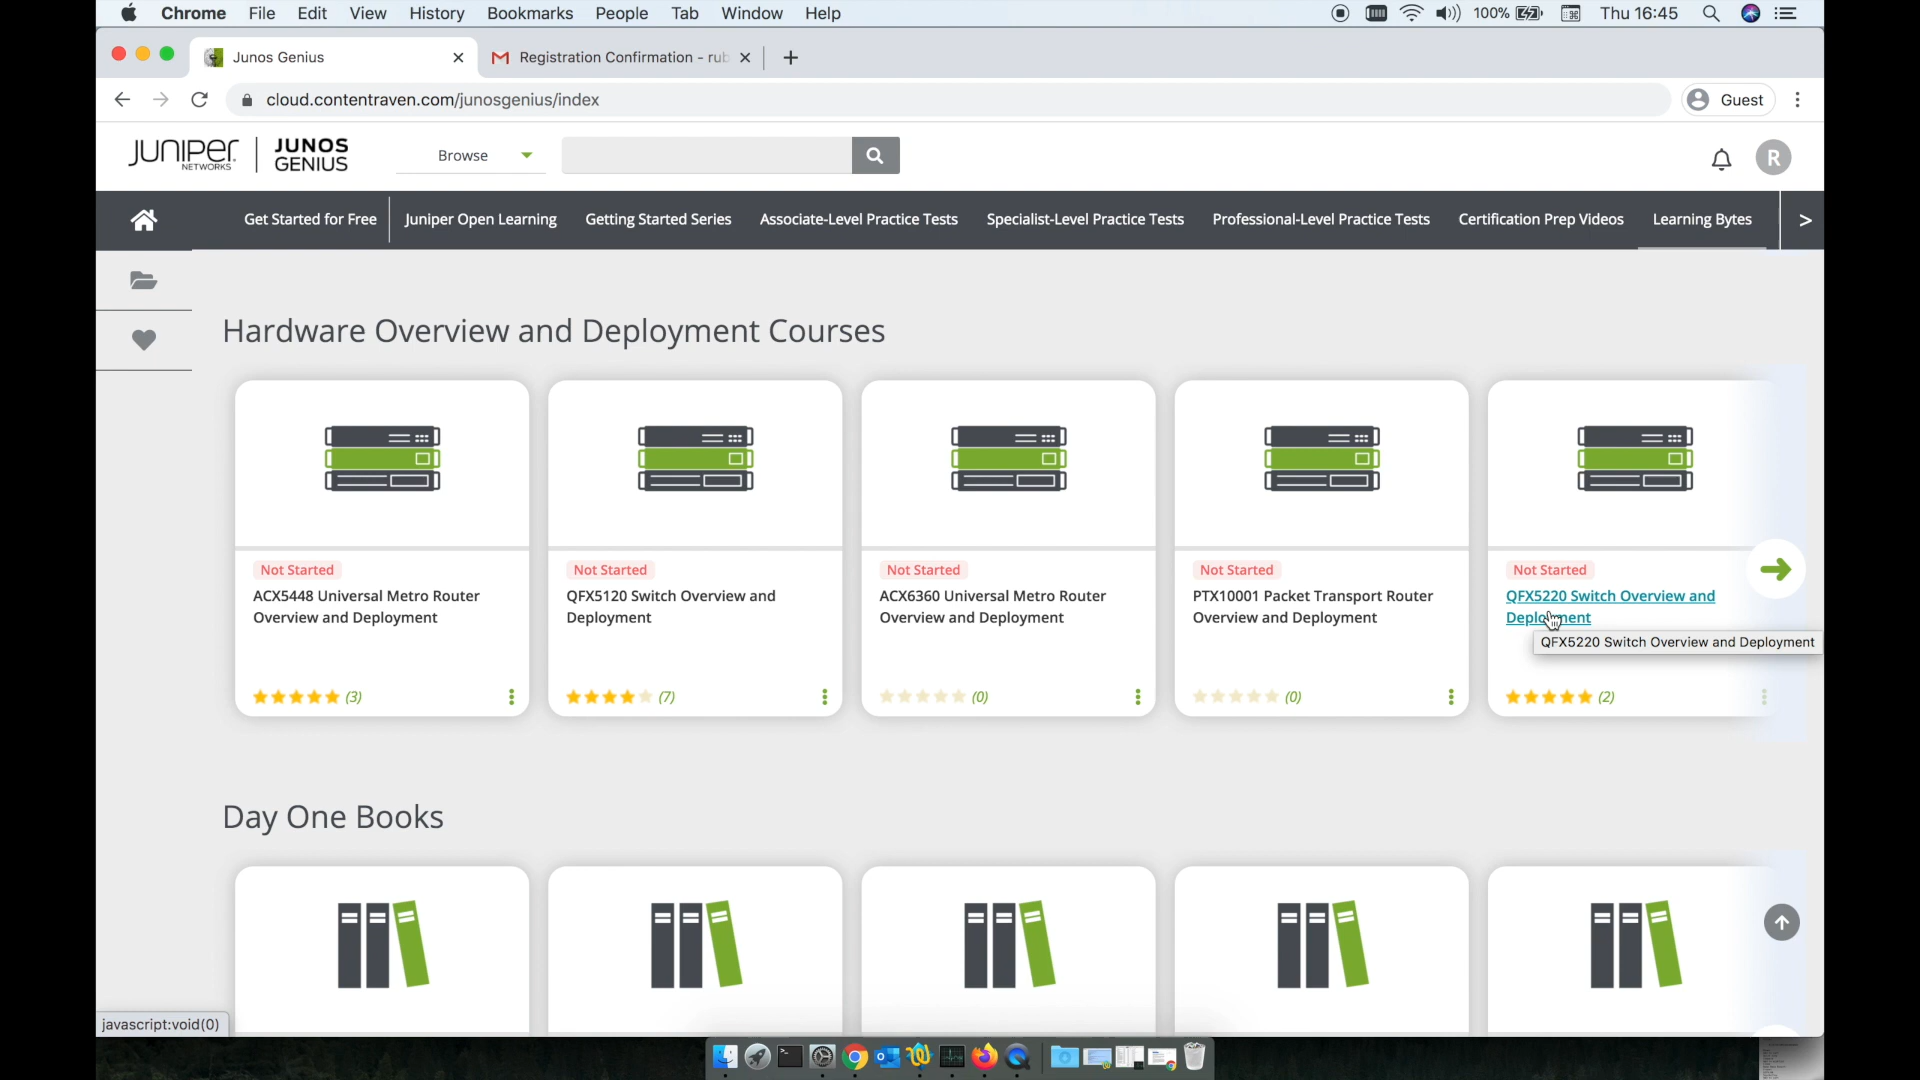 Chrome File Edit View History Bookmarks People Tab Window Help 100% Thu 16:45
Junos Genius Registration Confirmation - rub
cloud.contentraven.com/junosgenius/index Guest
JUNIPER NETWORKS JUNOS GENIUS Browse R
Get Started for Free Juniper Open Learning Getting Started Series Associate-Level Practice Tests Specialist-Level Practice Tests Professional-Level Practice Tests Certification Prep Videos Learning Bytes >
Hardware Overview and Deployment Courses
Not Started
ACX5448 Universal Metro Router
Overview and Deployment
(3)
Not Started
QFX5120 Switch Overview and
Deployment
(7)
Not Started
ACX6360 Universal Metro Router
Overview and Deployment
(0)
Not Started
PTX10001 Packet Transport Router
Overview and Deployment
(0)
Not Started
QFX5220 Switch Overview and
Deployment
QFX5220 Switch Overview and Deployment
(2)
Day One Books
javascript:void(0)